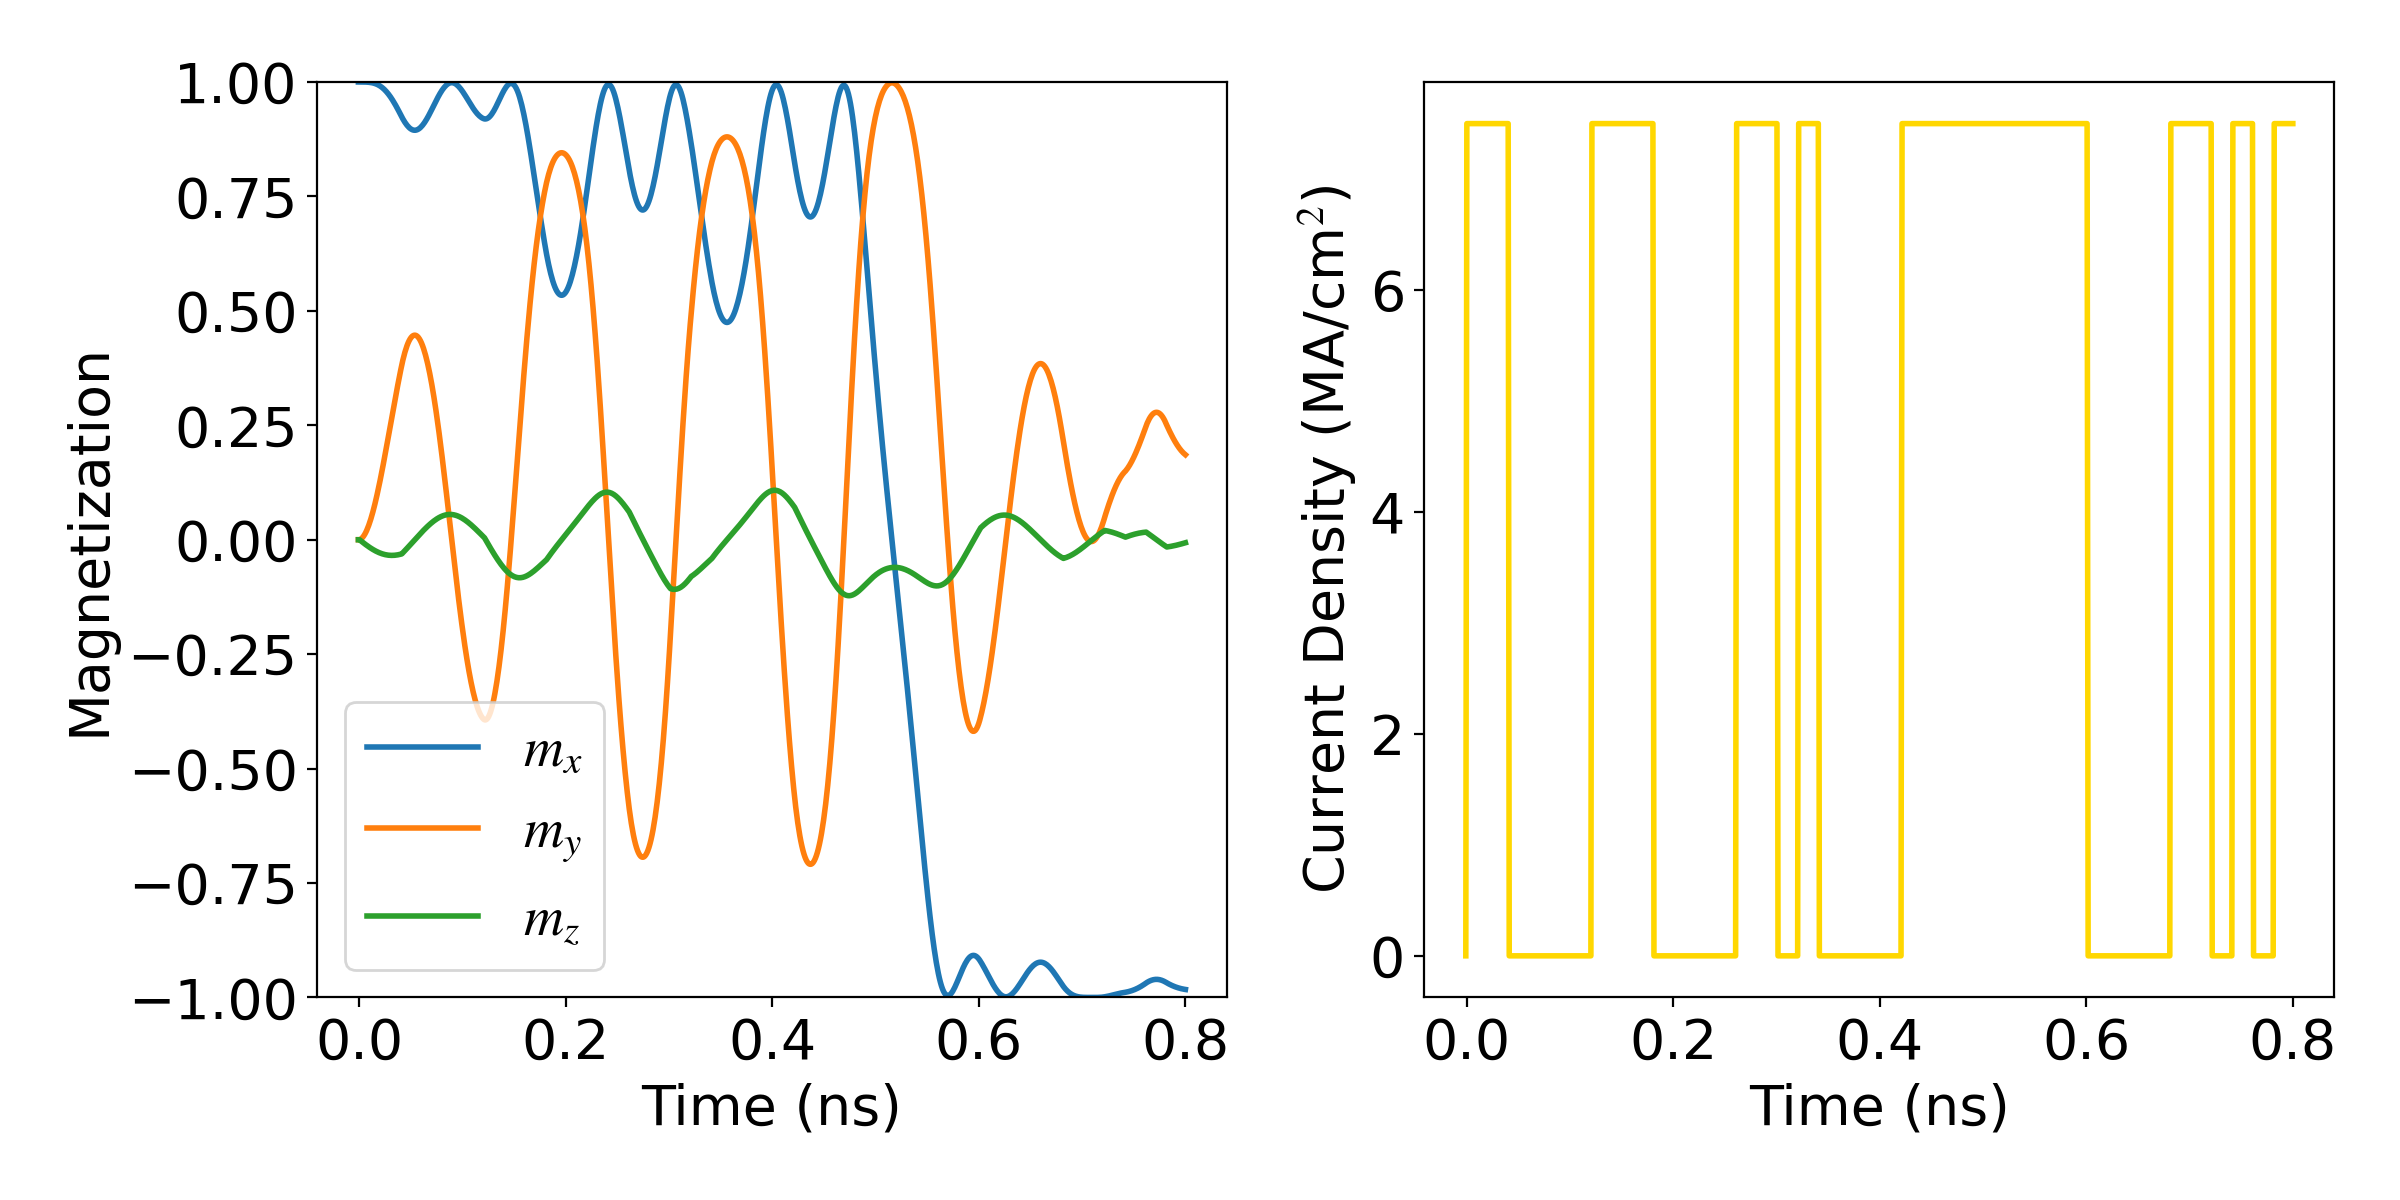 Magnetization
1.00
0.75
0.50
0.25
0.00
−0.25
−0.50
−0.75
−1.00
m_x
m_y
m_z
0.0 0.2 0.4 0.6 0.8
Time (ns)
Current Density (MA/cm²)
6
4
2
0
0.0 0.2 0.4 0.6 0.8
Time (ns)